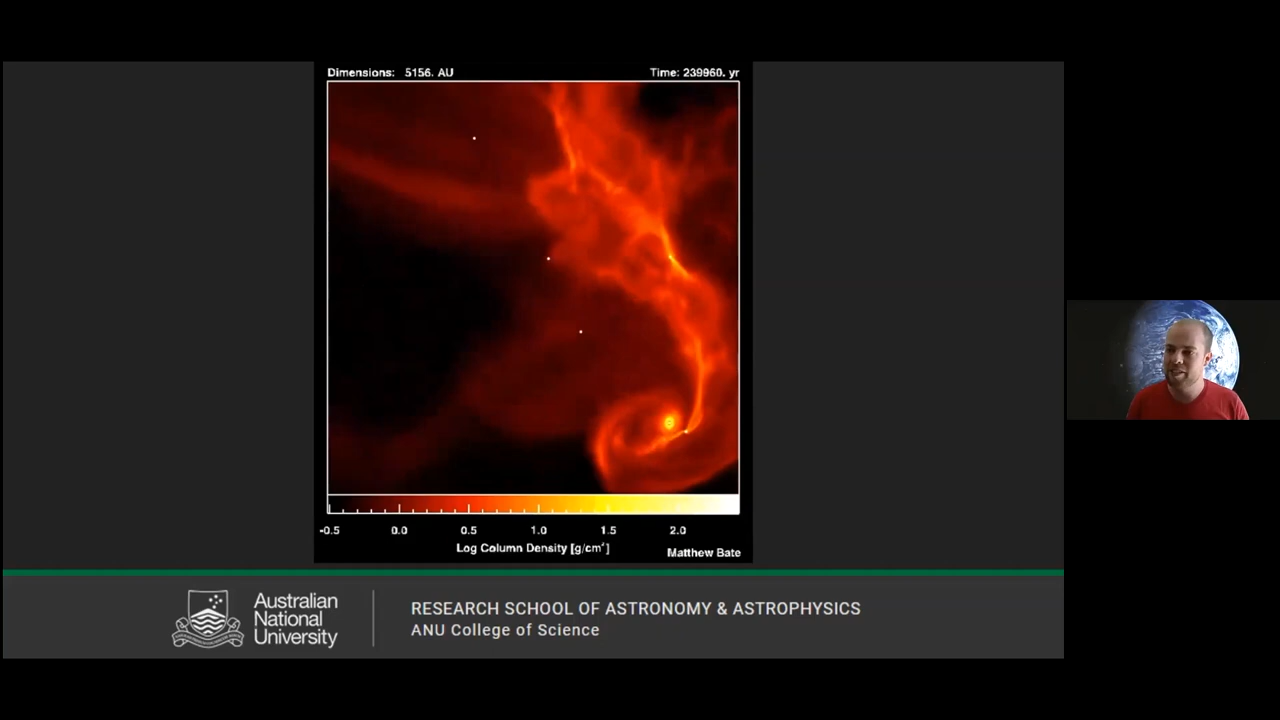 Dimensions: 5156. AU
Time: 239960. yr
-0.5 0.0 0.5 1.0 1.5 2.0
Log Column Density [g/cm²]
Matthew Bate
Australian
National
University
RESEARCH SCHOOL OF ASTRONOMY & ASTROPHYSICS
ANU College of Science